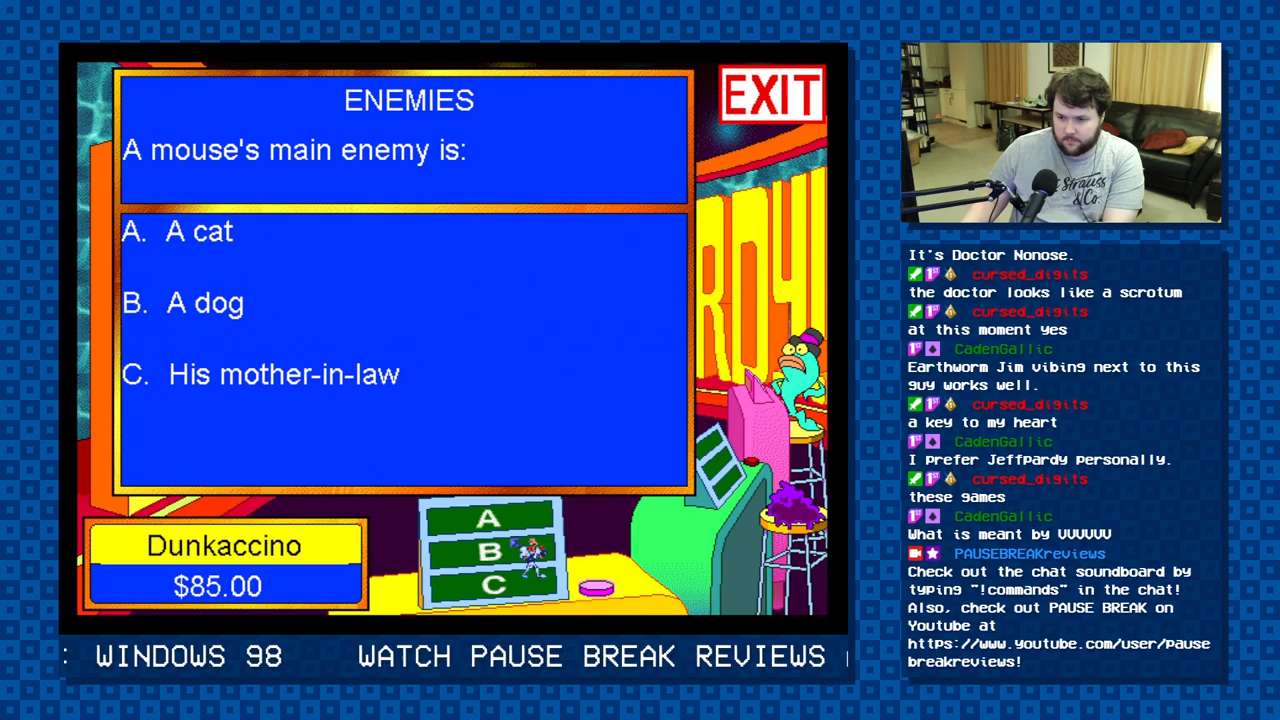 ENEMIES
A mouse's main enemy is:
A. A cat
B. A dog
C. His mother-in-law
EXIT
RDY
A
B
C
Dunkaccino
$85.00
: WINDOWS 98 WATCH PAUSE BREAK REVIEWS
Strauss
& Co.
It's Doctor Nonose.
cursed_digits
the doctor looks like a scrotum
cursed_digits
at this moment yes
CadenGallic
Earthworm Jim vibing next to this
guy works well.
cursed_digits
a key to my heart
CadenGallic
I prefer Jeffpardy personally.
cursed_digits
these games
CadenGallic
What is meant by VVVVVV
PAUSEBREAKreviews
Check out the chat soundboard by
typing "!commands" in the chat!
Also, check out PAUSE BREAK on
Youtube at
https://www.youtube.com/user/pause
breakreviews!